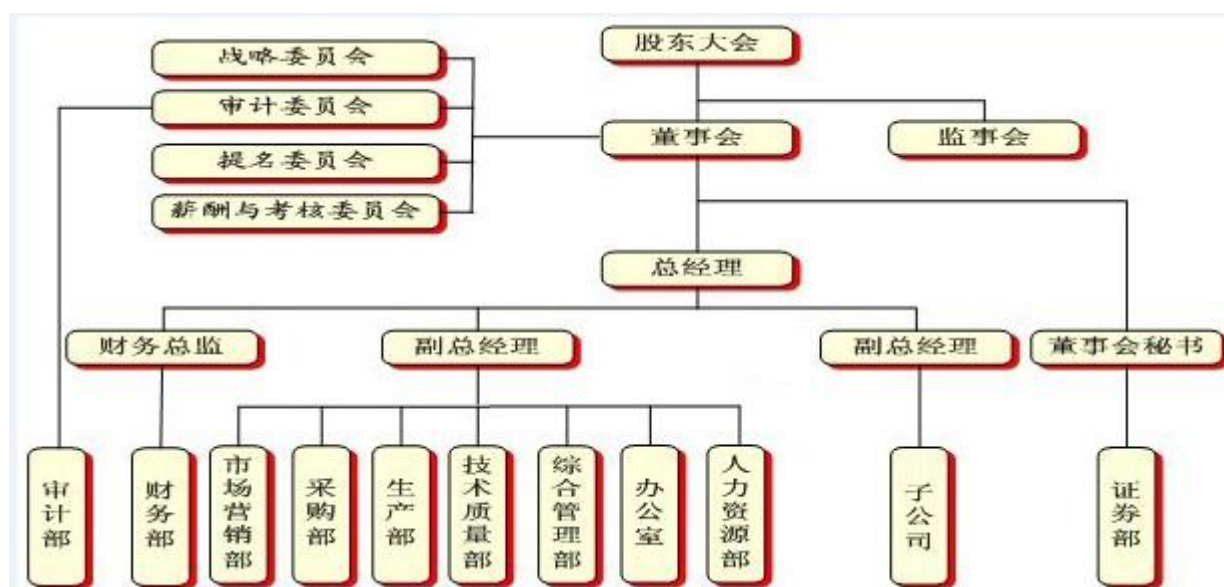 股东大会
战略委员会
审计委员会
董事会
监事会
提名委员会
薪酬与考核委员会
总经理
财务总监
副总经理
副总经理
董事会秘书
审计部
财务部
市场营销部
采购部
生产部
技术质量部
综合管理部
办公室
人力资源部
子公司
证券部